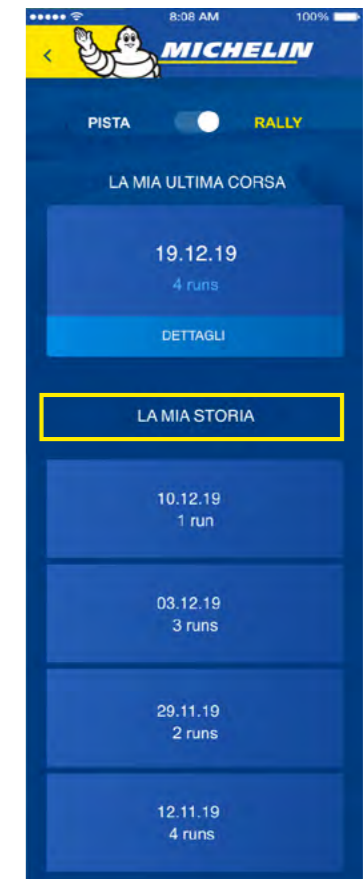 8:08 AM
100%
MICHELIN
PISTA
RALLY
LA MIA ULTIMA CORSA
19.12.19
4 runs
DETTAGLI
LA MIA STORIA
10.12.19
1 run
03.12.19
3 runs
29.11.19
2 runs
12.11.19
4 runs